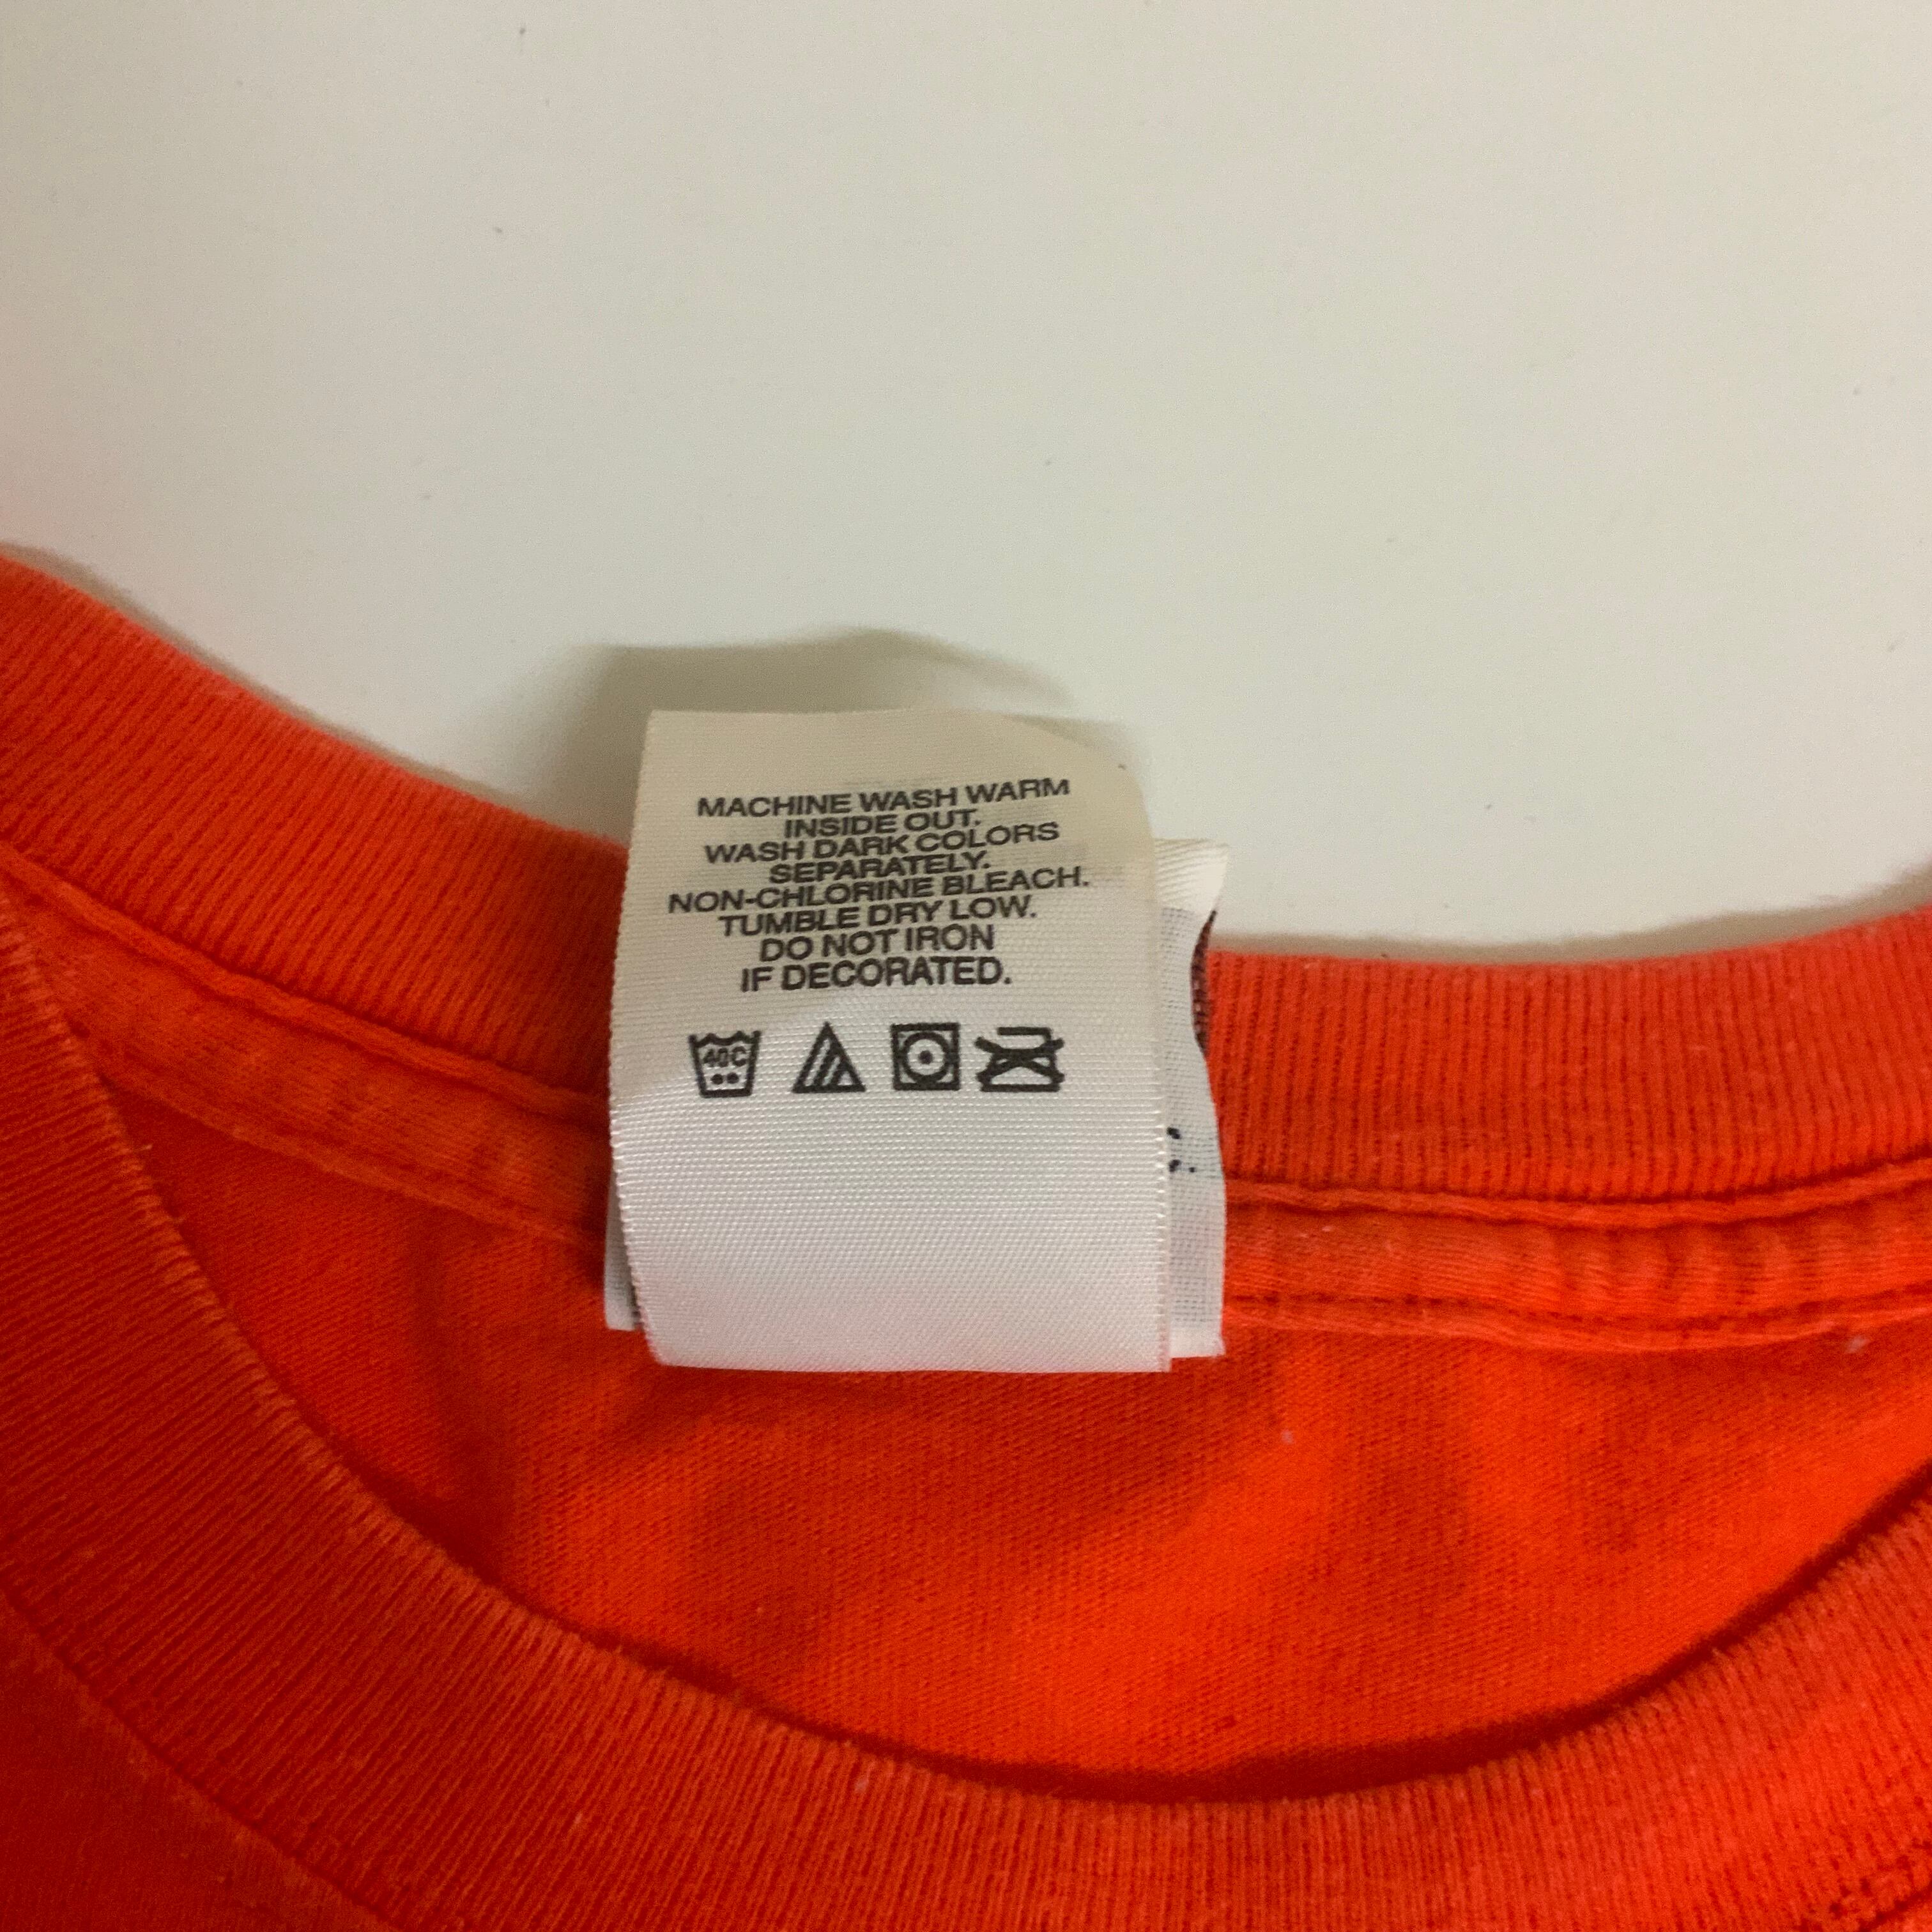 MACHINE WASH WARM
INSIDE OUT.
WASH DARK COLORS
SEPARATELY.
NON-CHLORINE BLEACH.
TUMBLE DRY LOW.
DO NOT IRON
IF DECORATED.
40C